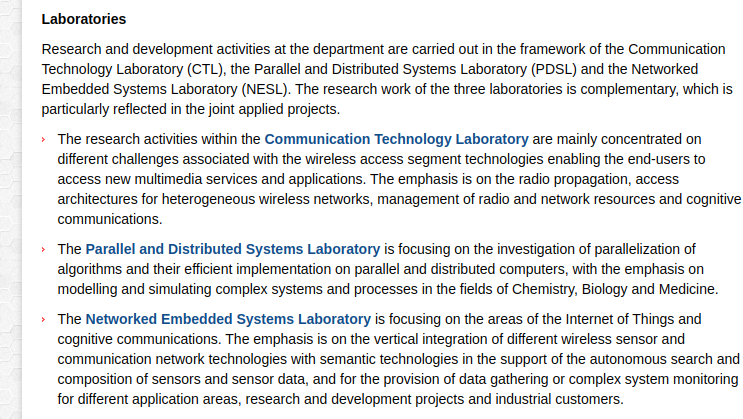 Laboratories
Research and development activities at the department are carried out in the framework of the Communication
Technology Laboratory (CTL), the Parallel and Distributed Systems Laboratory (PDSL) and the Networked
Embedded Systems Laboratory (NESL). The research work of the three laboratories is complementary, which is
particularly reflected in the joint applied projects.
› The research activities within the Communication Technology Laboratory are mainly concentrated on
different challenges associated with the wireless access segment technologies enabling the end-users to
access new multimedia services and applications. The emphasis is on the radio propagation, access
architectures for heterogeneous wireless networks, management of radio and network resources and cognitive
communications.
› The Parallel and Distributed Systems Laboratory is focusing on the investigation of parallelization of
algorithms and their efficient implementation on parallel and distributed computers, with the emphasis on
modelling and simulating complex systems and processes in the fields of Chemistry, Biology and Medicine.
› The Networked Embedded Systems Laboratory is focusing on the areas of the Internet of Things and
cognitive communications. The emphasis is on the vertical integration of different wireless sensor and
communication network technologies with semantic technologies in the support of the autonomous search and
composition of sensors and sensor data, and for the provision of data gathering or complex system monitoring
for different application areas, research and development projects and industrial customers.